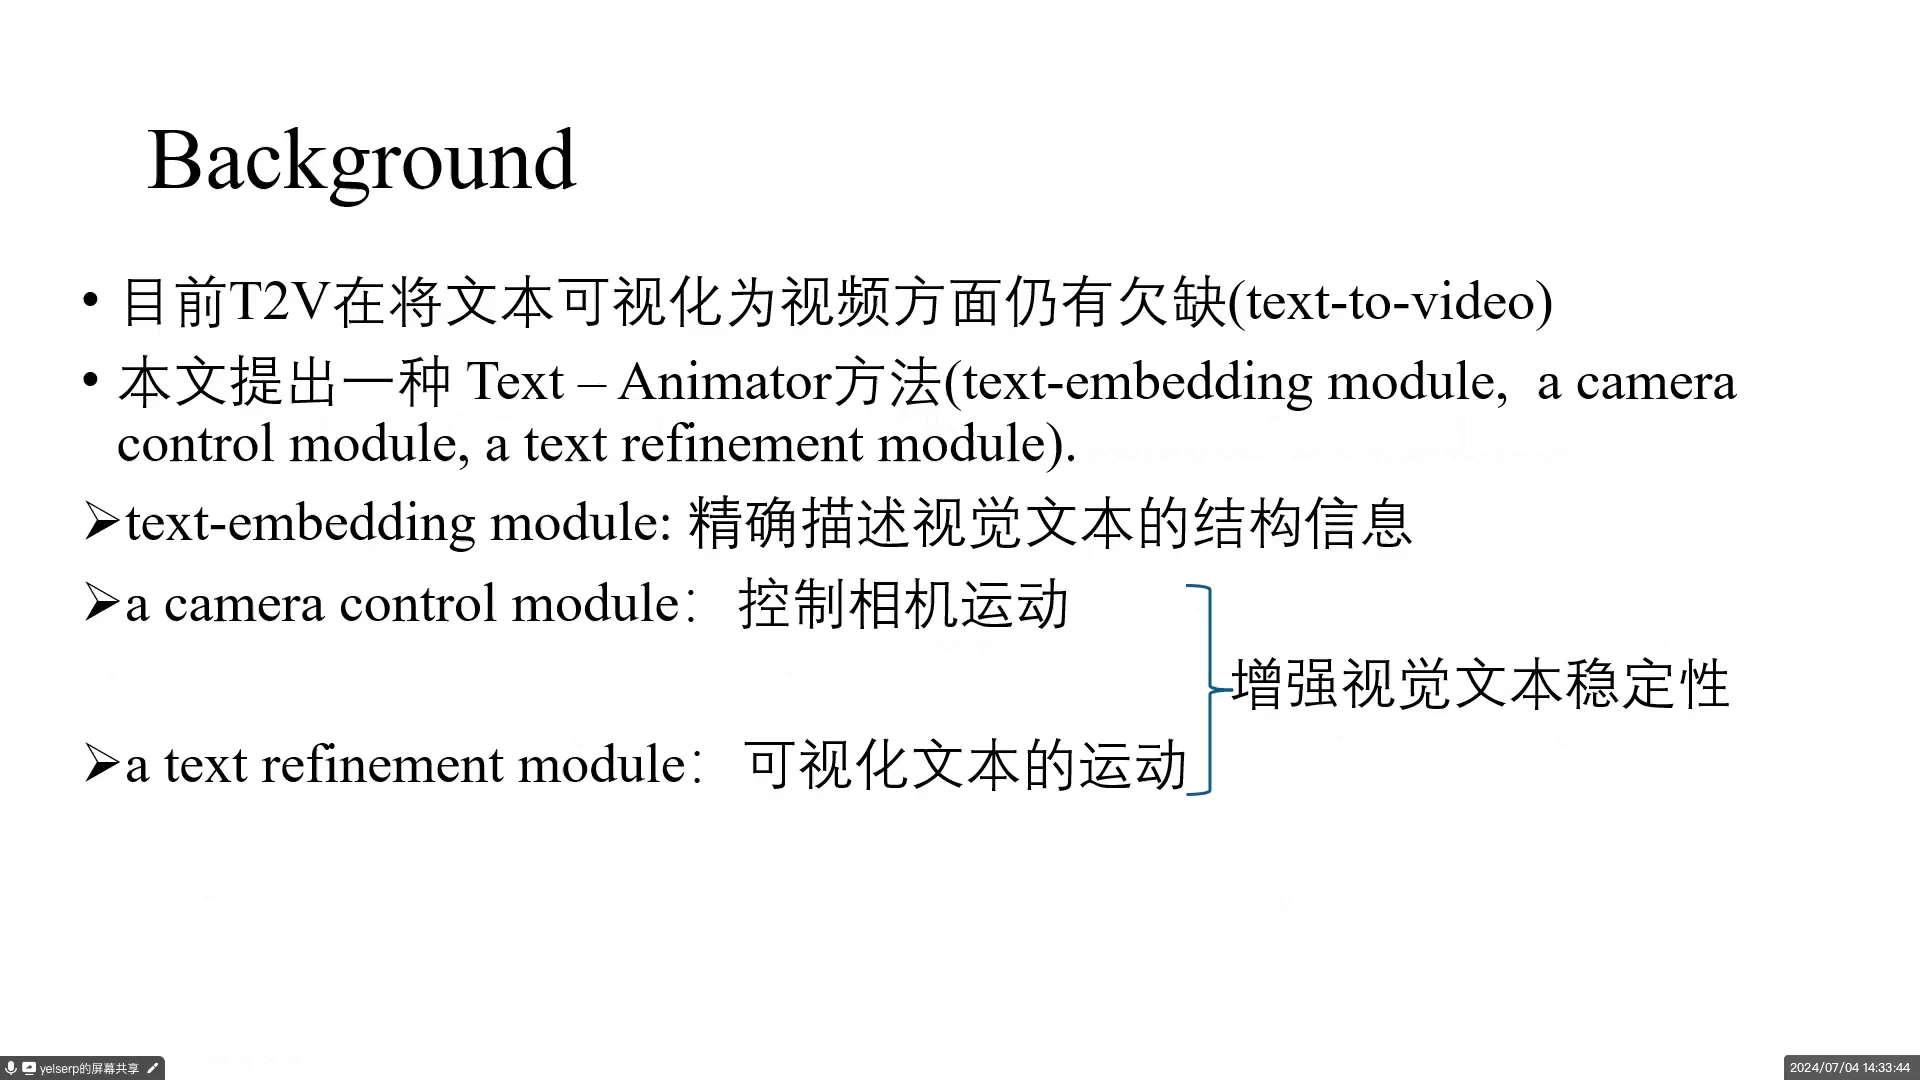 Background
• 目前T2V在将文本可视化为视频方面仍有欠缺(text-to-video)
• 本文提出一种 Text – Animator方法(text-embedding module, a camera
control module, a text refinement module).
➢text-embedding module: 精确描述视觉文本的结构信息
➢a camera control module： 控制相机运动
增强视觉文本稳定性
➢a text refinement module： 可视化文本的运动
yelserp的屏幕共享
2024/07/04 14:33:44